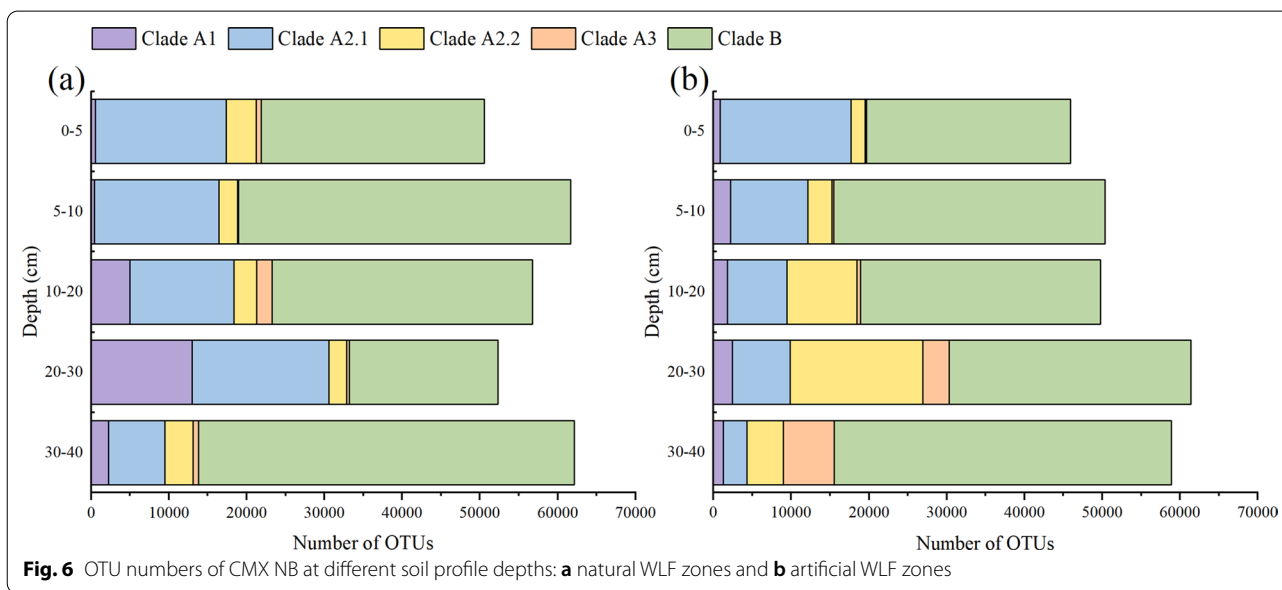 Clade A1 Clade A2.1 Clade A2.2 Clade A3 Clade B
(a)
0-5
5-10
10-20
20-30
30-40
Depth (cm)
0 10000 20000 30000 40000 50000 60000 70000
Number of OTUs
(b)
0-5
5-10
10-20
20-30
30-40
Depth (cm)
0 10000 20000 30000 40000 50000 60000 70000
Number of OTUs
Fig. 6 OTU numbers of CMX NB at different soil profile depths: a natural WLF zones and b artificial WLF zones